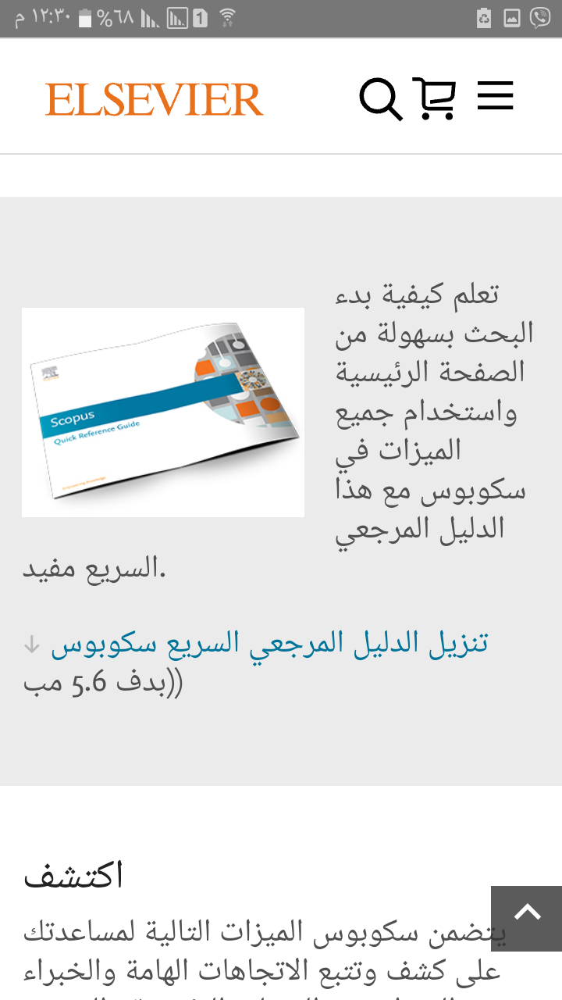 ١٢:٣٠ م
%٦٨
1
ELSEVIER
Scopus
Quick Reference Guide
تعلم كيفية بدء
البحث بسهولة من
الصفحة الرئيسية
واستخدام جميع
الميزات في
سكوبوس مع هذا
الدليل المرجعي
السريع مفيد.
تنزيل الدليل المرجعي السريع سكوبوس
((بدف 5.6 مب
اكتشف
يتضمن سكوبوس الميزات التالية لمساعدتك
على كشف وتتبع الاتجاهات الهامة والخبراء